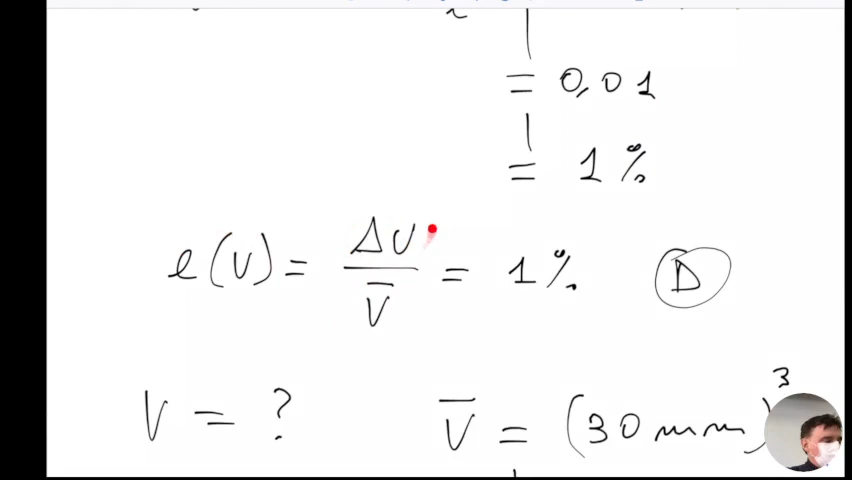 = 0,01
= 1%
e(V) = ΔV / V̄ = 1% D
V = ? V̄ = (30 mm)³